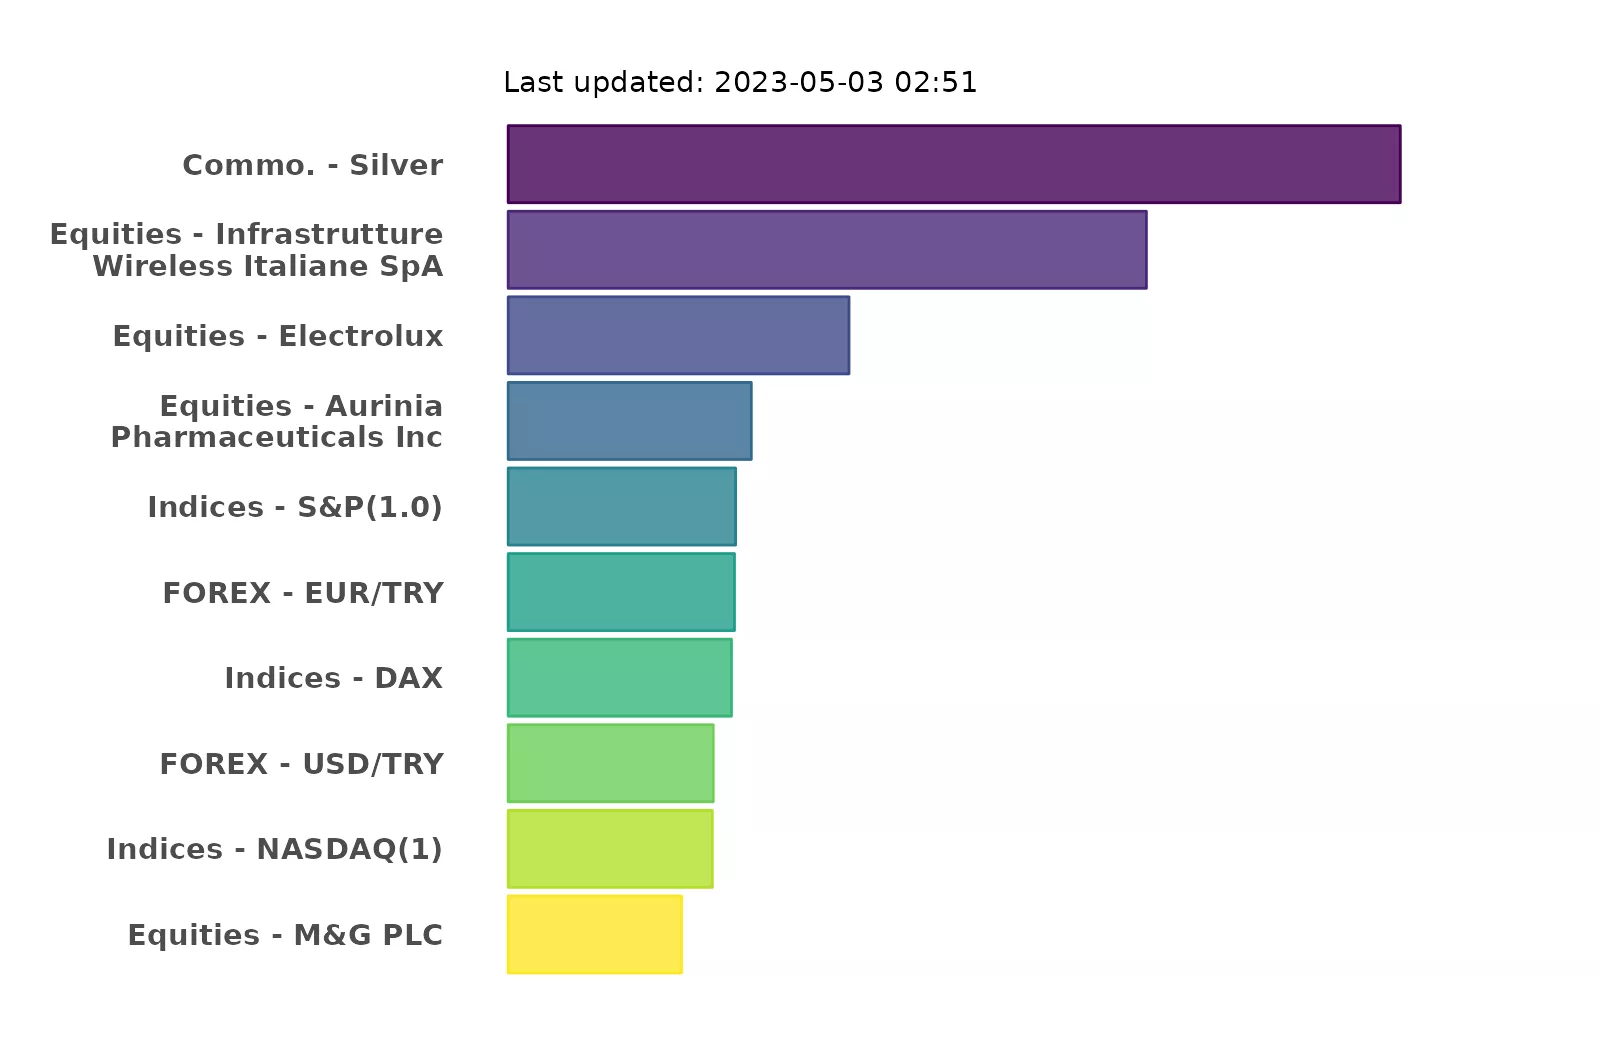 Last updated: 2023-05-03 02:51
Commo. - Silver
Equities - Infrastrutture
Wireless Italiane SpA
Equities - Electrolux
Equities - Aurinia
Pharmaceuticals Inc
Indices - S&P(1.0)
FOREX - EUR/TRY
Indices - DAX
FOREX - USD/TRY
Indices - NASDAQ(1)
Equities - M&G PLC